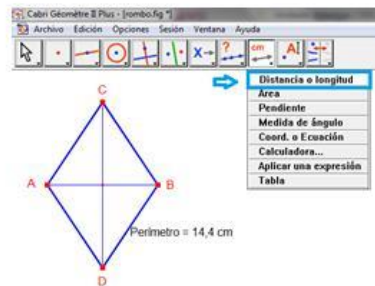 Cabri Géomètre II Plus - [rombo.fig *]
Archivo Edición Opciones Sesión Ventana Ayuda
X→ ? cm A
Distancia o longitud
Área
Pendiente
Medida de ángulo
Coord. o Ecuación
Calculadora...
Aplicar una expresión
Tabla
C
A
B
Perímetro = 14,4 cm
D